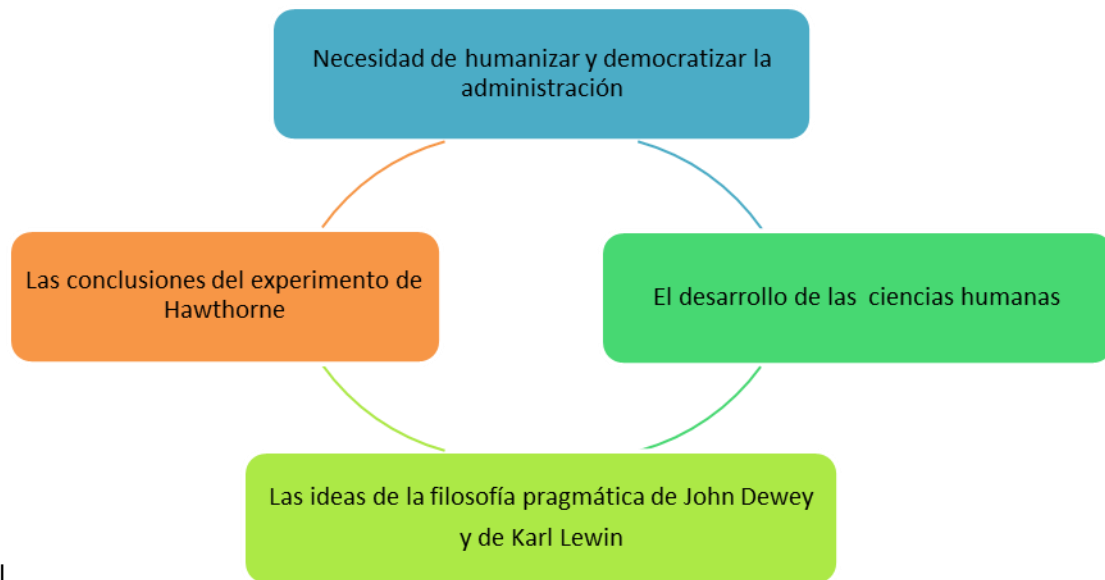 Necesidad de humanizar y democratizar la
administración
Las conclusiones del experimento de
Hawthorne
El desarrollo de las ciencias humanas
Las ideas de la filosofía pragmática de John Dewey
y de Karl Lewin